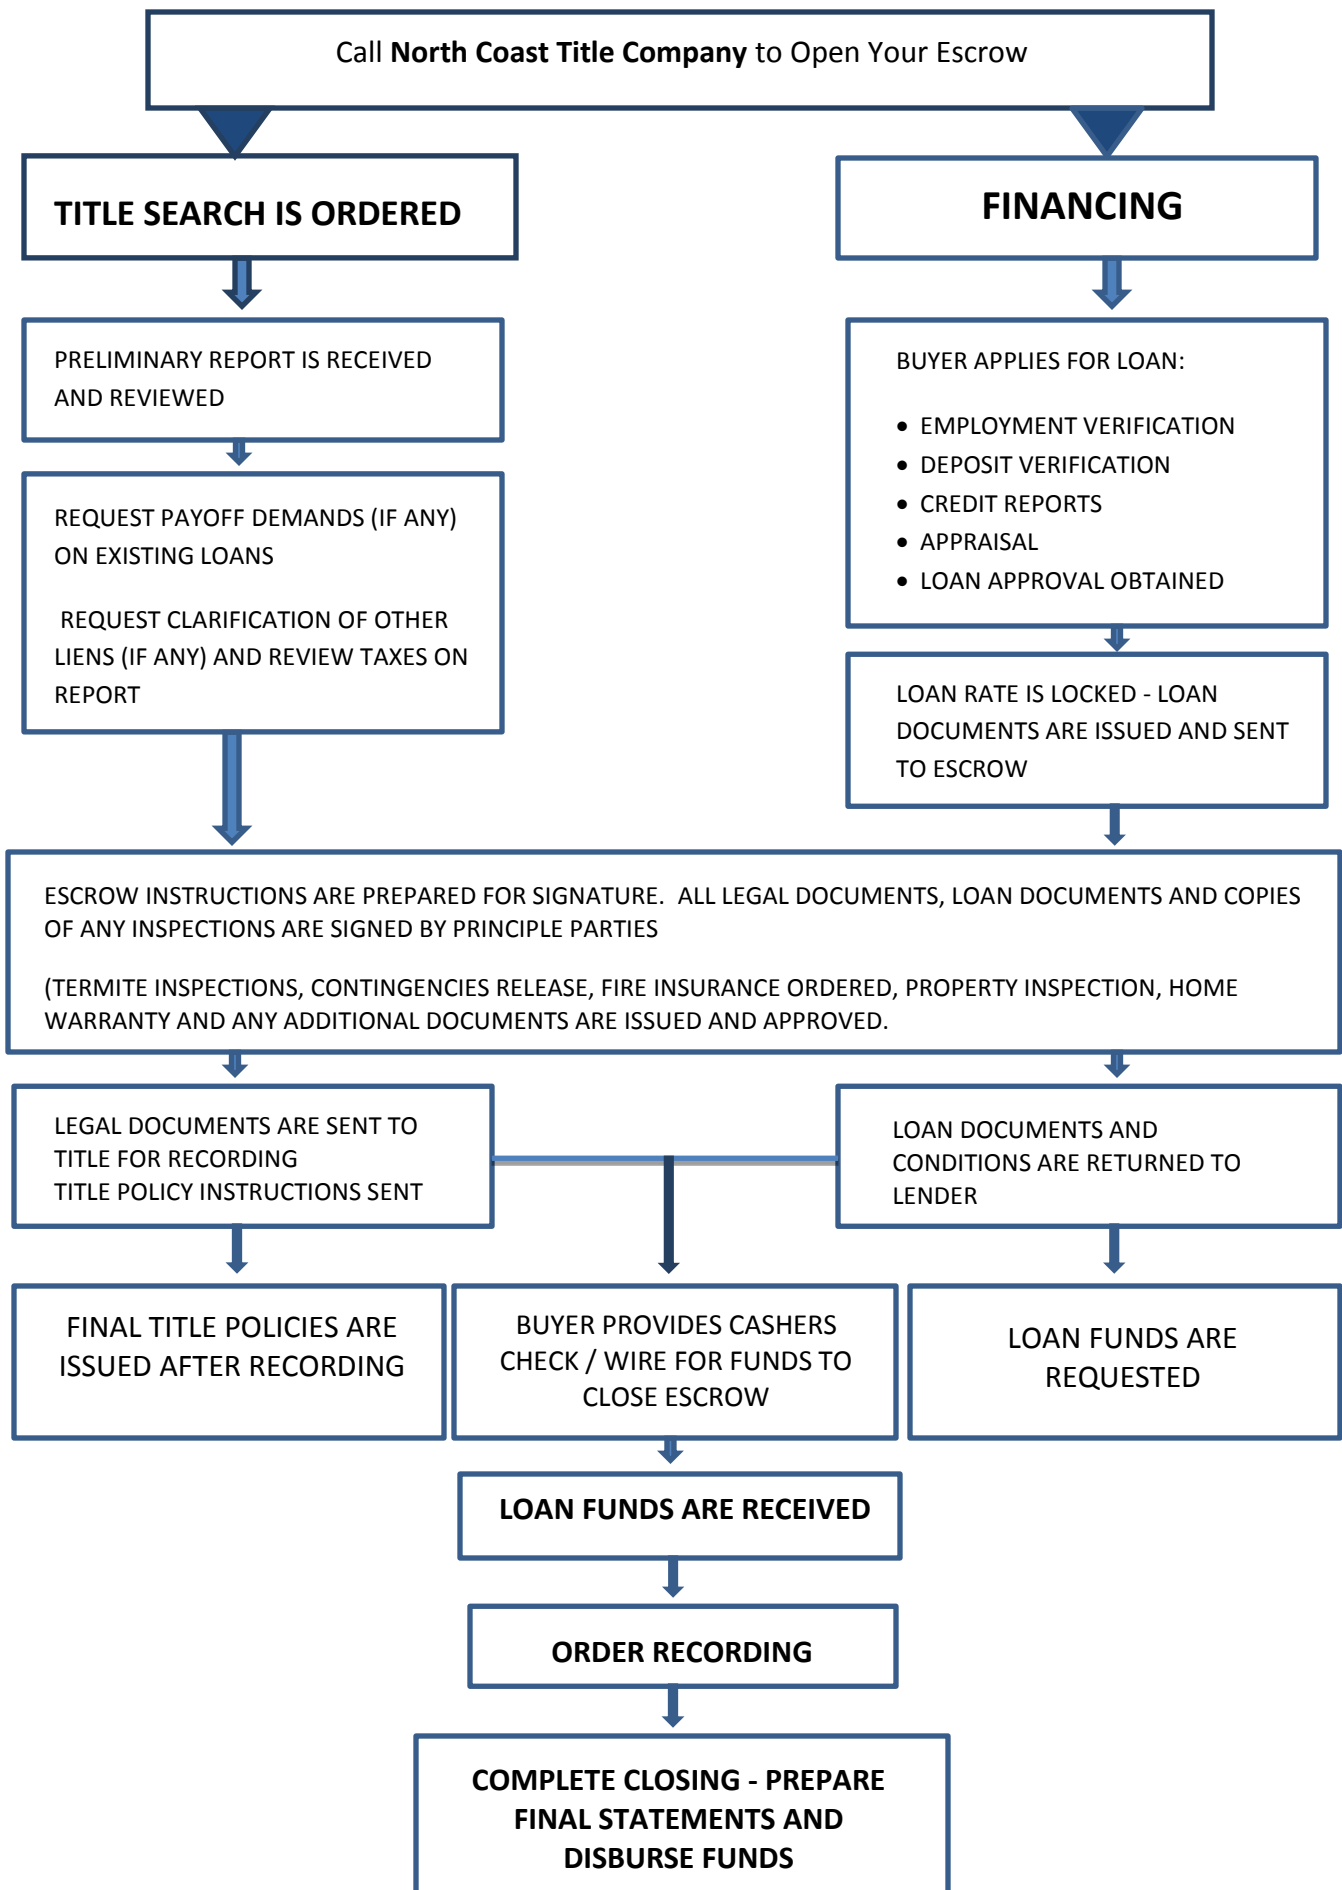 Call North Coast Title Company to Open Your Escrow
TITLE SEARCH IS ORDERED
FINANCING
PRELIMINARY REPORT IS RECEIVED
AND REVIEWED
REQUEST PAYOFF DEMANDS (IF ANY)
ON EXISTING LOANS
REQUEST CLARIFICATION OF OTHER
LIENS (IF ANY) AND REVIEW TAXES ON
REPORT
BUYER APPLIES FOR LOAN:
• EMPLOYMENT VERIFICATION
• DEPOSIT VERIFICATION
• CREDIT REPORTS
• APPRAISAL
• LOAN APPROVAL OBTAINED
LOAN RATE IS LOCKED - LOAN
DOCUMENTS ARE ISSUED AND SENT
TO ESCROW
ESCROW INSTRUCTIONS ARE PREPARED FOR SIGNATURE.  ALL LEGAL DOCUMENTS, LOAN DOCUMENTS AND COPIES
OF ANY INSPECTIONS ARE SIGNED BY PRINCIPLE PARTIES
(TERMITE INSPECTIONS, CONTINGENCIES RELEASE, FIRE INSURANCE ORDERED, PROPERTY INSPECTION, HOME
WARRANTY AND ANY ADDITIONAL DOCUMENTS ARE ISSUED AND APPROVED.
LEGAL DOCUMENTS ARE SENT TO
TITLE FOR RECORDING
TITLE POLICY INSTRUCTIONS SENT
LOAN DOCUMENTS AND
CONDITIONS ARE RETURNED TO
LENDER
FINAL TITLE POLICIES ARE
ISSUED AFTER RECORDING
BUYER PROVIDES CASHERS
CHECK / WIRE FOR FUNDS TO
CLOSE ESCROW
LOAN FUNDS ARE
REQUESTED
LOAN FUNDS ARE RECEIVED
ORDER RECORDING
COMPLETE CLOSING - PREPARE
FINAL STATEMENTS AND
DISBURSE FUNDS